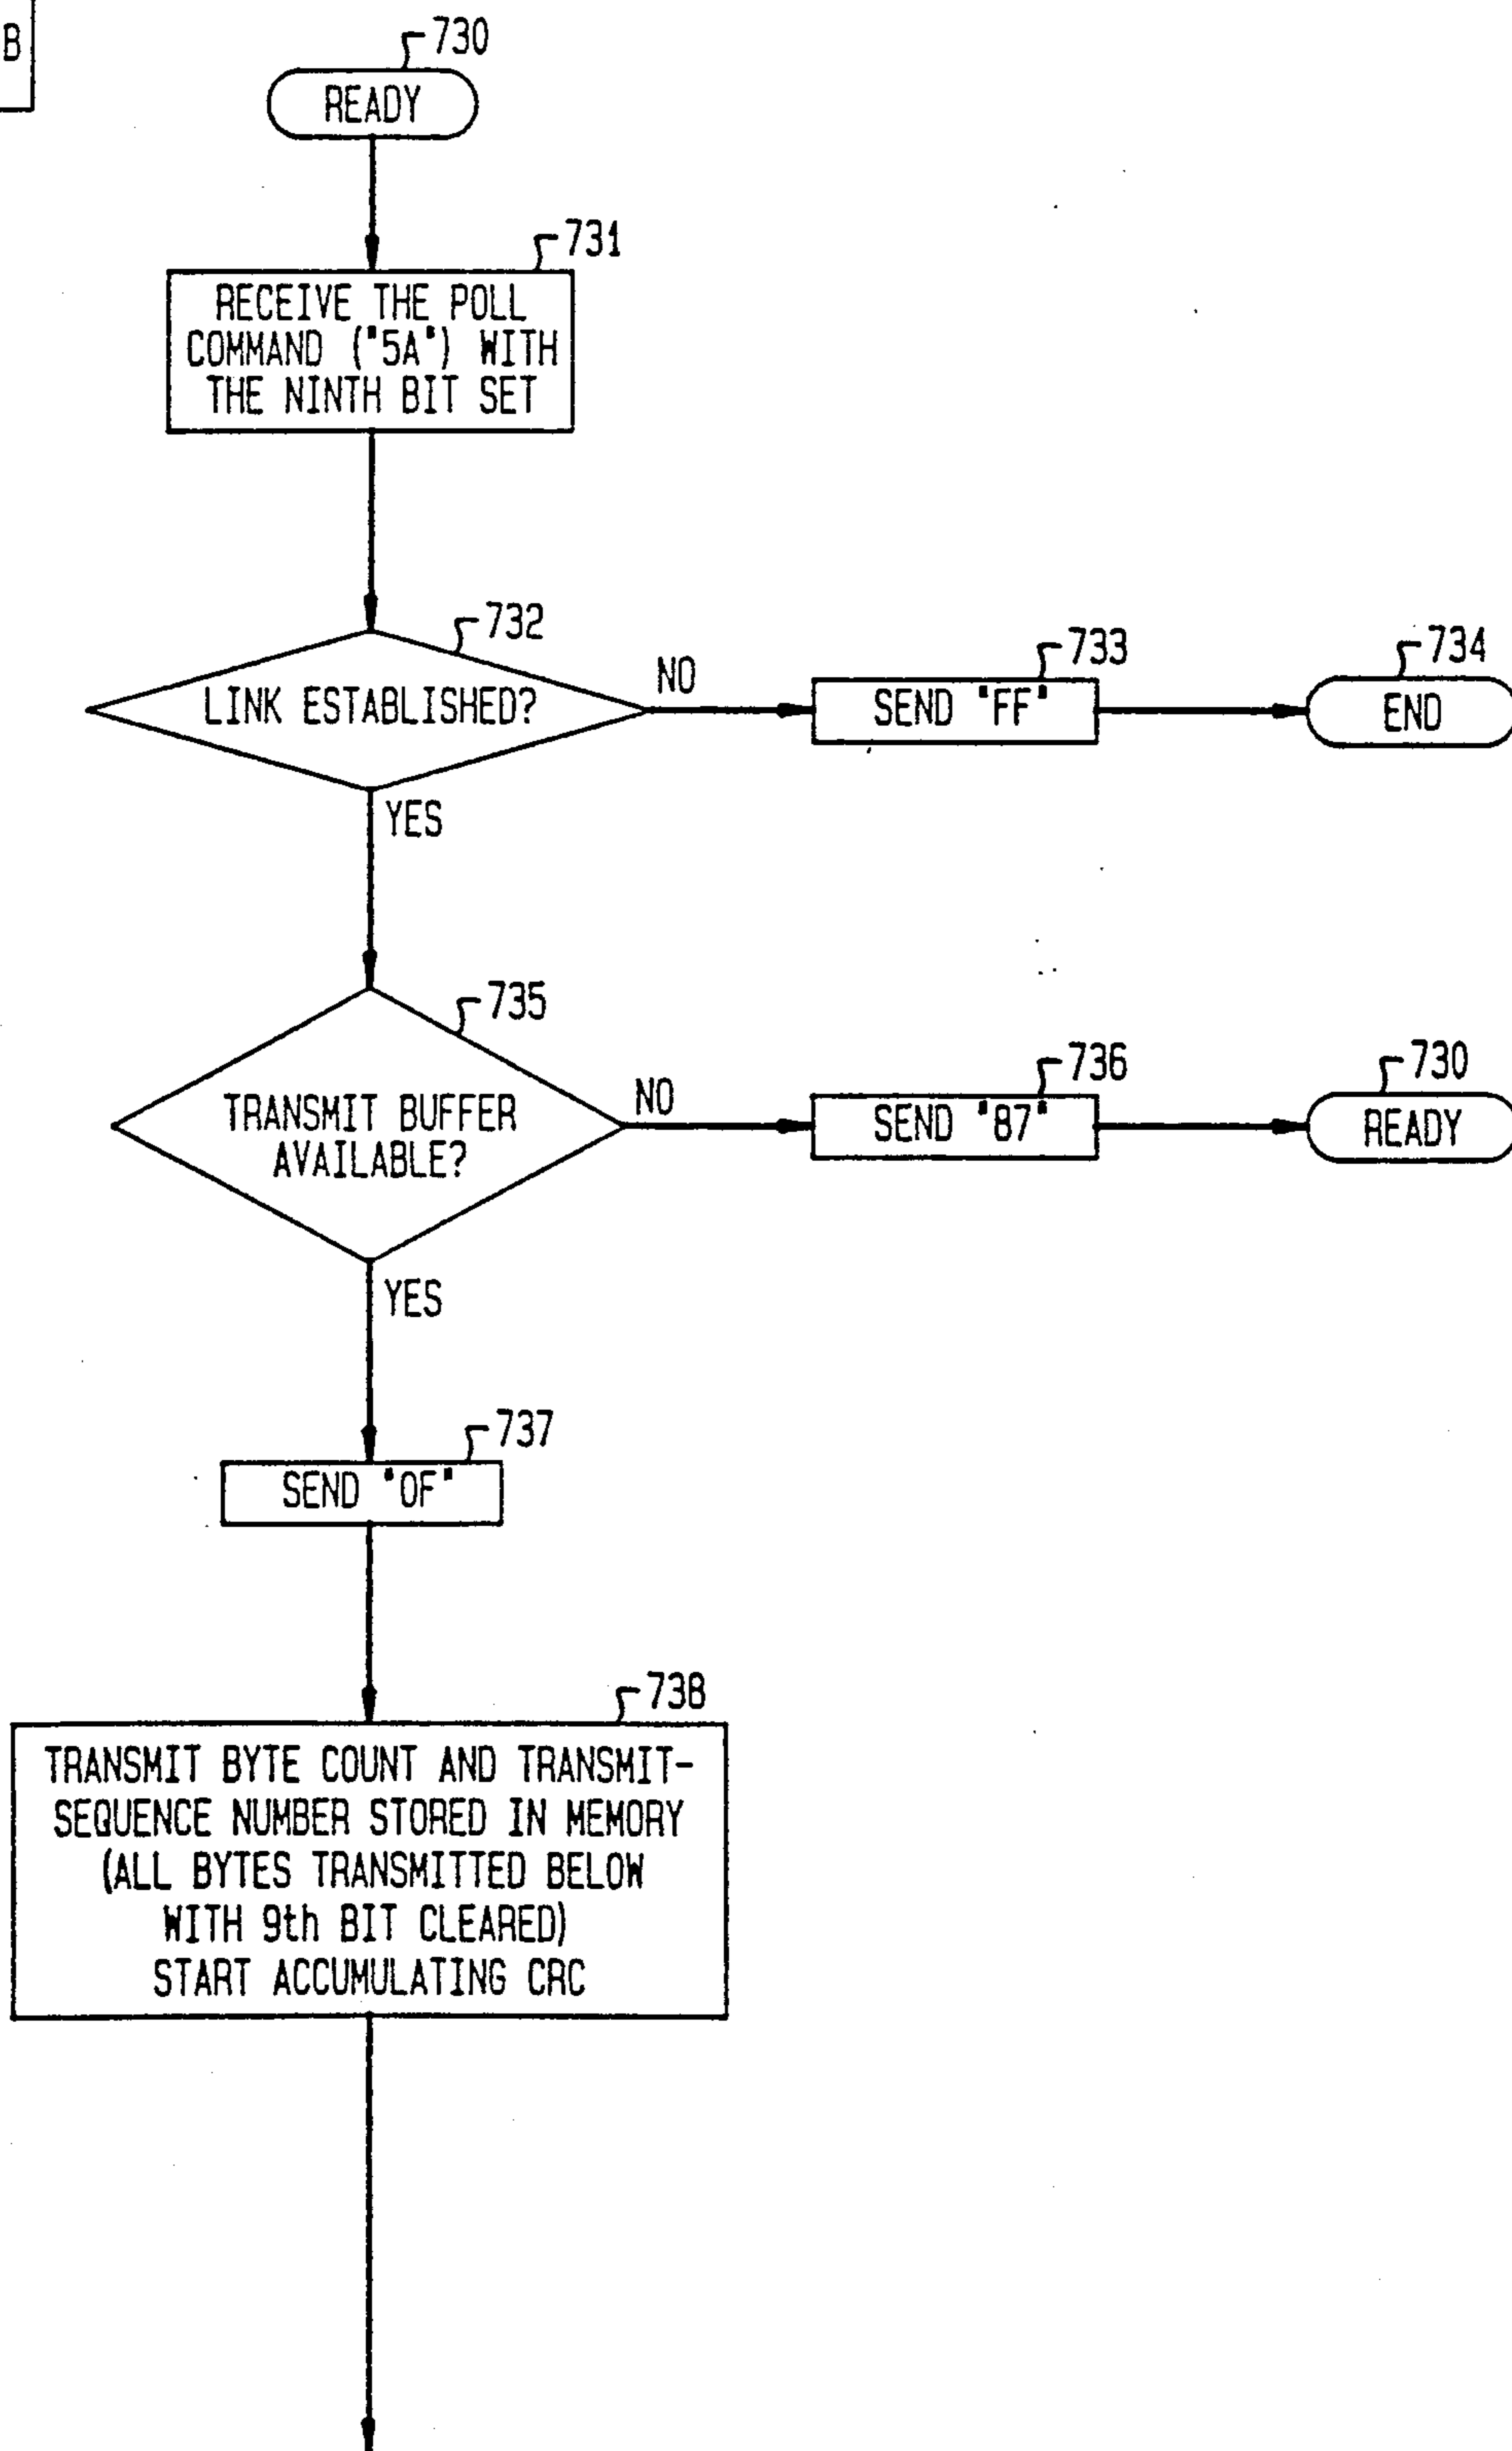 B
730
READY
731
RECEIVE THE POLL
COMMAND ("5A") WITH
THE NINTH BIT SET
732
LINK ESTABLISHED?
NO
733
SEND "FF"
734
END
YES
735
TRANSMIT BUFFER
AVAILABLE?
NO
736
SEND "87"
730
READY
YES
737
SEND "0F"
738
TRANSMIT BYTE COUNT AND TRANSMIT-
SEQUENCE NUMBER STORED IN MEMORY
(ALL BYTES TRANSMITTED BELOW
WITH 9th BIT CLEARED)
START ACCUMULATING CRC